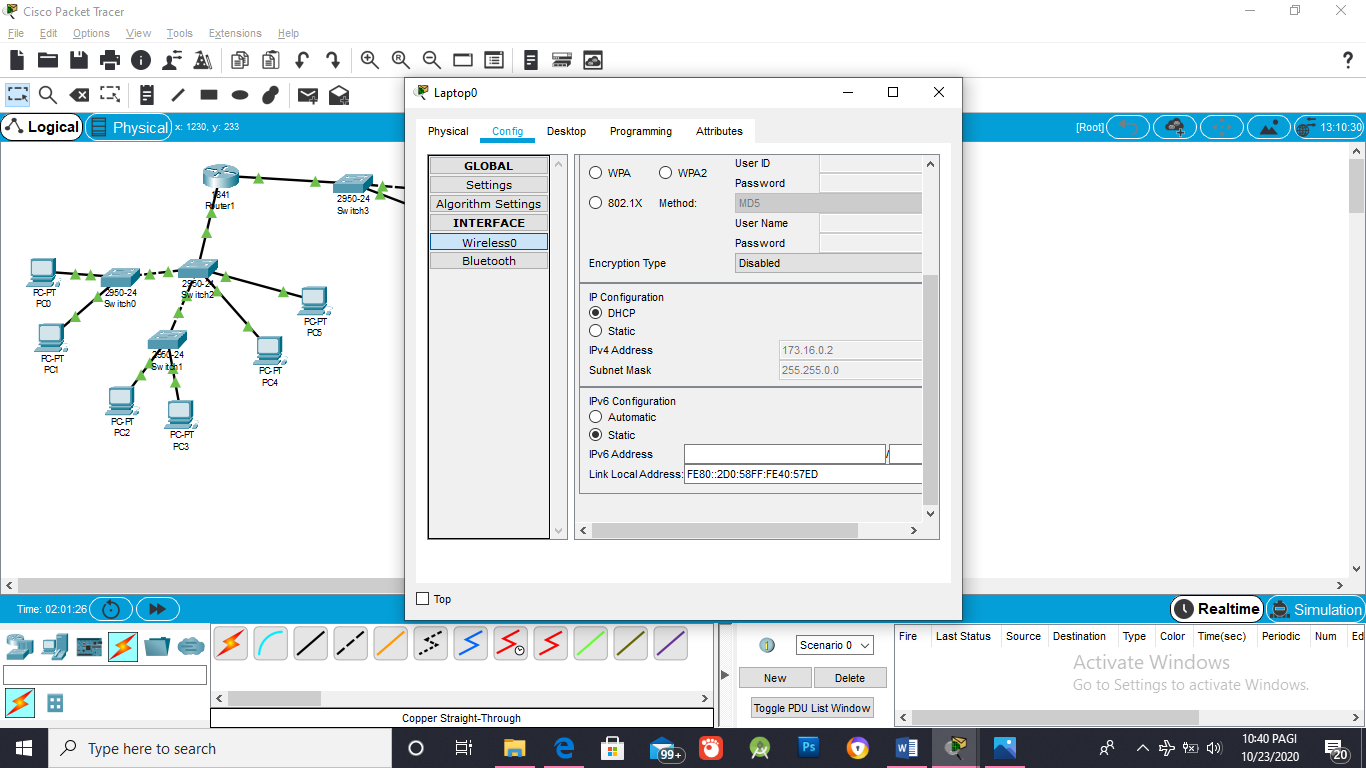 Cisco Packet Tracer
File Edit Options View Tools Extensions Help
Logical
Physical
x: 1230, y: 233
[Root]
13:10:30
1841
Router1
2950-24
Switch3
PC-PT
PC0
2950-24
Switch0
2950-24
Switch2
PC-PT
PC5
PC-PT
PC1
2950-24
Switch1
PC-PT
PC4
PC-PT
PC2
PC-PT
PC3
Laptop0
Physical Config Desktop Programming Attributes
GLOBAL
Settings
Algorithm Settings
INTERFACE
Wireless0
Bluetooth
User ID
WPA WPA2
Password
802.1X Method: MD5
User Name
Password
Encryption Type Disabled
IP Configuration
DHCP
Static
IPv4 Address 173.16.0.2
Subnet Mask 255.255.0.0
IPv6 Configuration
Automatic
Static
IPv6 Address /
Link Local Address: FE80::2D0:58FF:FE40:57ED
Top
Time: 02:01:26
Realtime
Simulation
Scenario 0
New Delete
Toggle PDU List Window
Fire Last Status Source Destination Type Color Time(sec) Periodic Num Ed
Activate Windows
Go to Settings to activate Windows.
Copper Straight-Through
Type here to search
99+
10:40 PAGI
10/23/2020
20